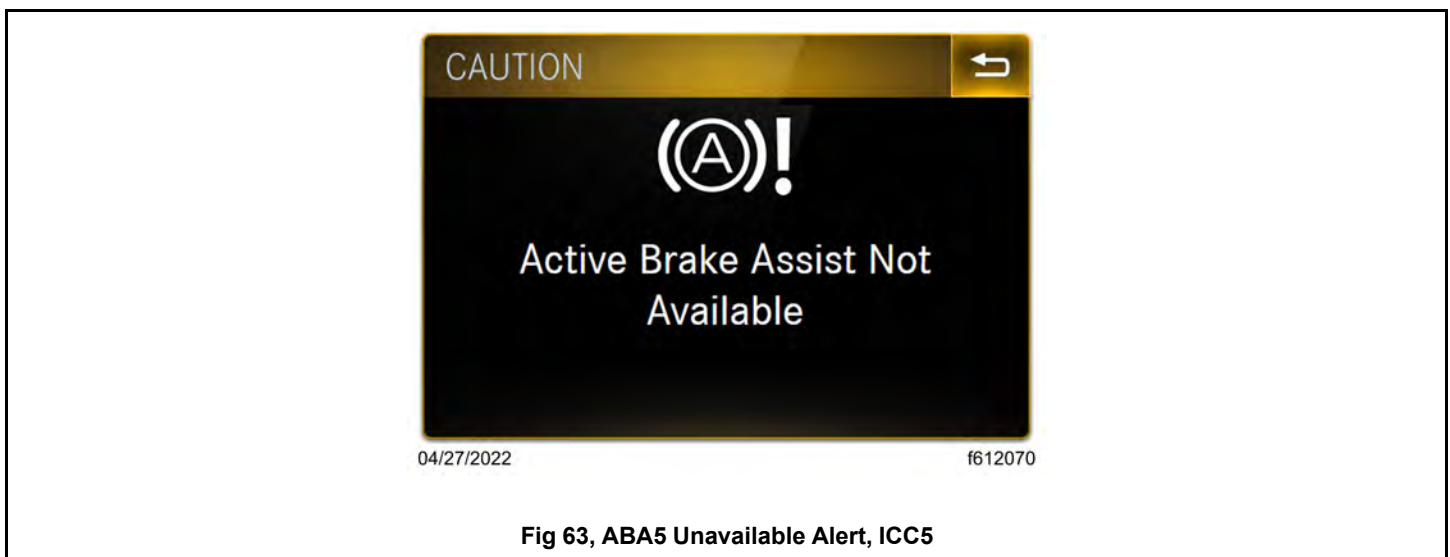 CAUTION
(A)!
Active Brake Assist Not
Available
04/27/2022
f612070
Fig 63, ABA5 Unavailable Alert, ICC5